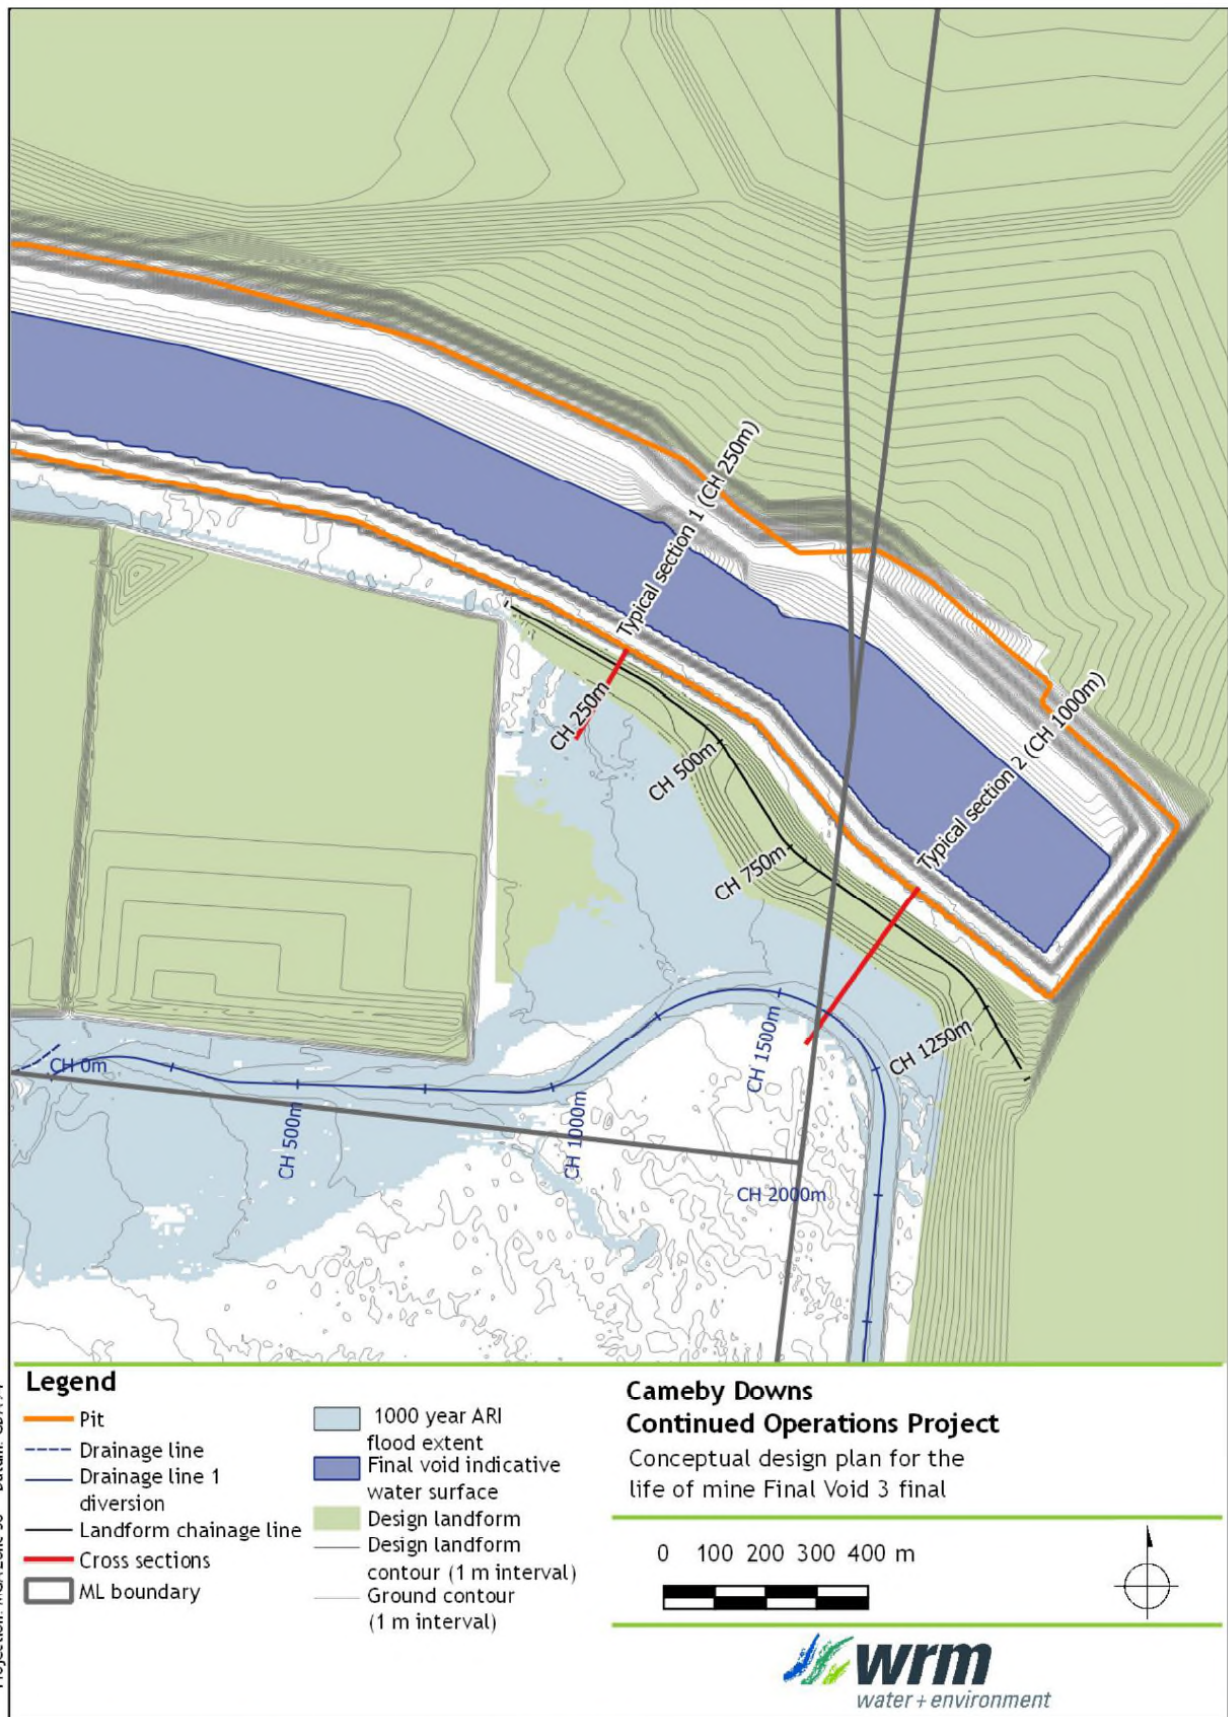 Typical section 1 (CH 250m)
CH 250m
CH 500m
Typical section 2 (CH 1000m)
CH 750m
CH 1250m
CH 0m
CH 500m
CH 1000m
CH 1500m
CH 2000m
Legend
Pit
Drainage line
Drainage line 1
diversion
Landform chainage line
Cross sections
ML boundary
1000 year ARI
flood extent
Final void indicative
water surface
Design landform
Design landform
contour (1 m interval)
Ground contour
(1 m interval)
Cameby Downs
Continued Operations Project
Conceptual design plan for the
life of mine Final Void 3 final
0 100 200 300 400 m
wrm
water + environment